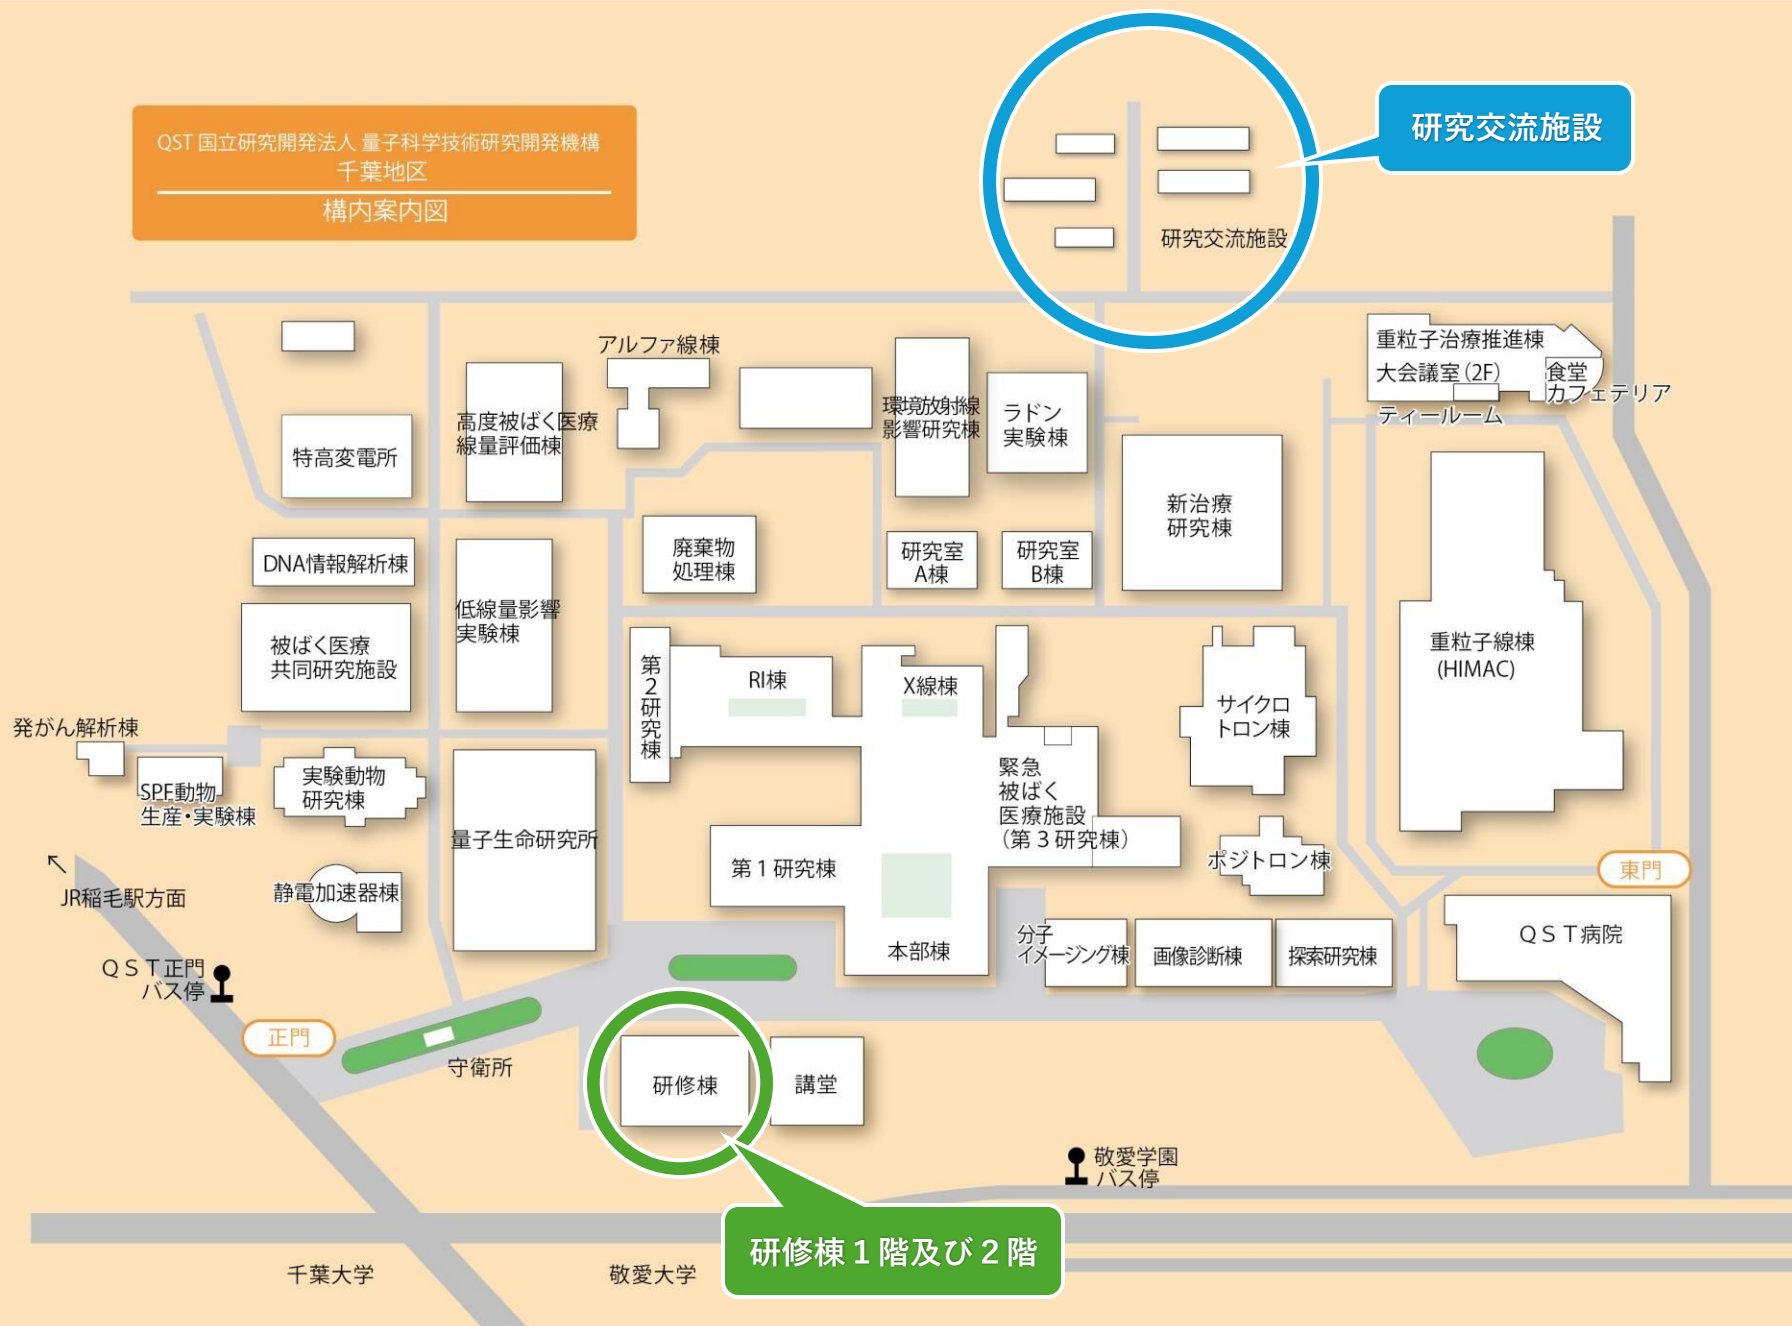 QST 国立研究開発法人 量子科学技術研究開発機構
千葉地区
構内案内図
研究交流施設
研究交流施設
アルファ線棟
重粒子治療推進棟
大会議室(2F)
食堂
カフェテリア
ティールーム
高度被ばく医療
線量評価棟
環境放射線
影響研究棟
ラドン
実験棟
特高変電所
新治療
研究棟
廃棄物
処理棟
研究室
A棟
研究室
B棟
DNA情報解析棟
低線量影響
実験棟
被ばく医療
共同研究施設
重粒子線棟
(HIMAC)
第2研究棟
RI棟
X線棟
サイクロ
トロン棟
発がん解析棟
SPF動物
生産・実験棟
実験動物
研究棟
緊急
被ばく
医療施設
(第3研究棟)
量子生命研究所
第1研究棟
ポジトロン棟
東門
JR稲毛駅方面
静電加速器棟
本部棟
分子
イメージング棟
画像診断棟
探索研究棟
QST病院
QST正門
バス停
正門
守衛所
研修棟
講堂
敬愛学園
バス停
研修棟1階及び2階
千葉大学
敬愛大学